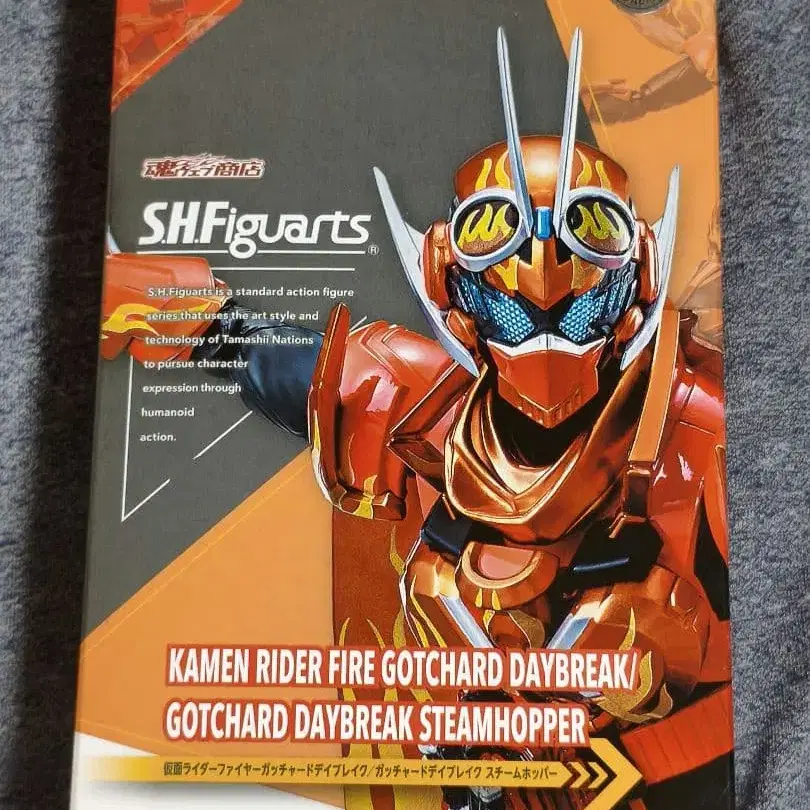 魂ウェブ商店
S.H.Figuarts®
S.H.Figuarts is a standard action figure
series that uses the art style and
technology of Tamashii Nations
to pursue character
expression through
humanoid
action.
KAMEN RIDER FIRE GOTCHARD DAYBREAK/
GOTCHARD DAYBREAK STEAMHOPPER
仮面ライダーファイヤーガッチャードデイブレイク/ガッチャードデイブレイク スチームホッパー